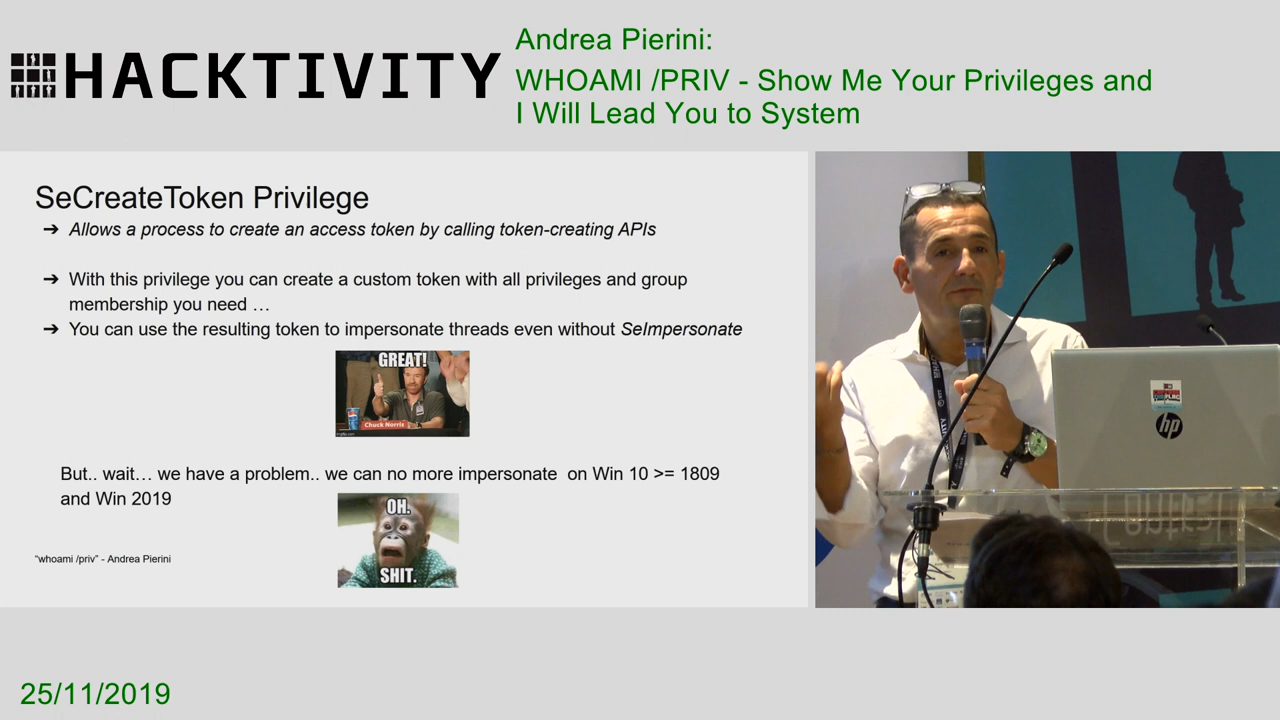 HACKTIVITY
Andrea Pierini:
WHOAMI /PRIV - Show Me Your Privileges and
I Will Lead You to System
SeCreateToken Privilege
➔ Allows a process to create an access token by calling token-creating APIs
➔ With this privilege you can create a custom token with all privileges and group
membership you need …
➔ You can use the resulting token to impersonate threads even without SeImpersonate
GREAT!
Chuck Norris
But.. wait… we have a problem.. we can no more impersonate on Win 10 >= 1809
and Win 2019
OH.
SHIT.
“whoami /priv” - Andrea Pierini
hp
25/11/2019